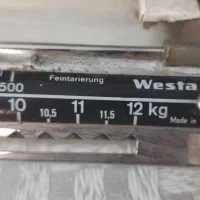 Feintarierung
500 Westa
10 10,5 11 11,5 12 kg
Made in